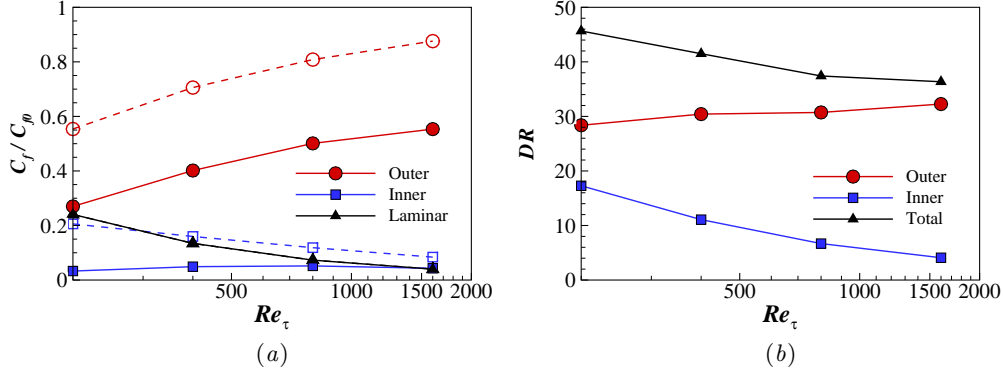 1
0.8
0.6
0.4
0.2
0
C_f / C_f0
Outer
Inner
Laminar
500 1000 1500 2000
Re_τ
(a)
50
40
30
20
10
0
DR
Outer
Inner
Total
500 1000 1500 2000
Re_τ
(b)